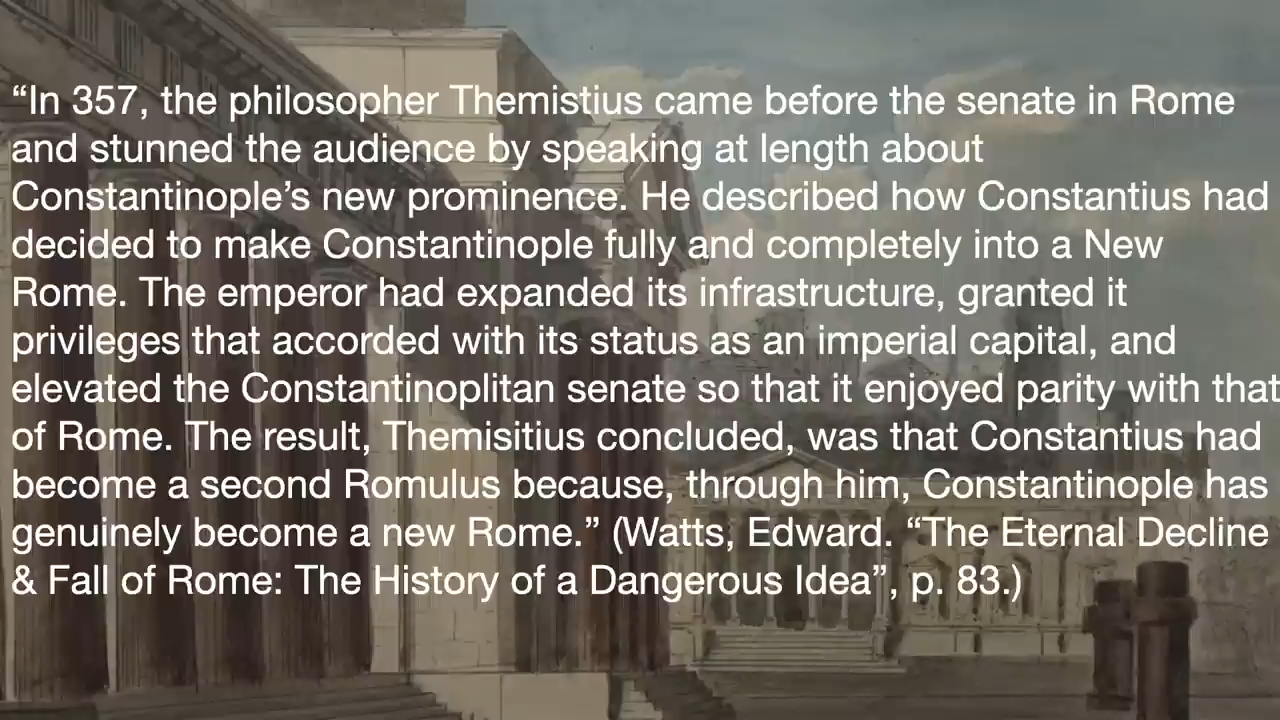 “In 357, the philosopher Themistius came before the senate in Rome
and stunned the audience by speaking at length about
Constantinople’s new prominence. He described how Constantius had
decided to make Constantinople fully and completely into a New
Rome. The emperor had expanded its infrastructure, granted it
privileges that accorded with its status as an imperial capital, and
elevated the Constantinoplitan senate so that it enjoyed parity with that
of Rome. The result, Themisitius concluded, was that Constantius had
become a second Romulus because, through him, Constantinople has
genuinely become a new Rome.” (Watts, Edward. “The Eternal Decline
& Fall of Rome: The History of a Dangerous Idea”, p. 83.)